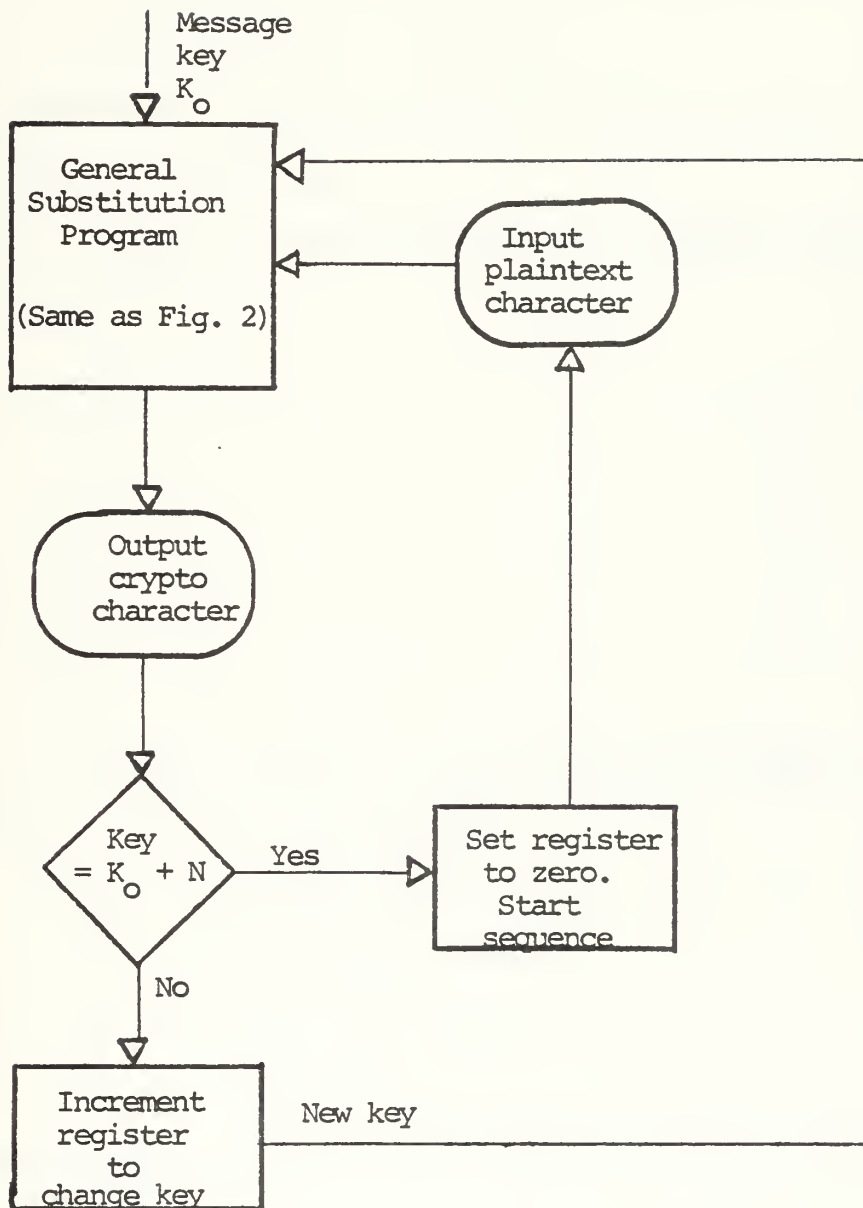 Message
key
K₀
General
Substitution
Program
(Same as Fig. 2)
Input
plaintext
character
Output
crypto
character
Key
= K₀ + N
Yes
Set register
to zero.
Start
sequence
No
Increment
register
to
change key
New key